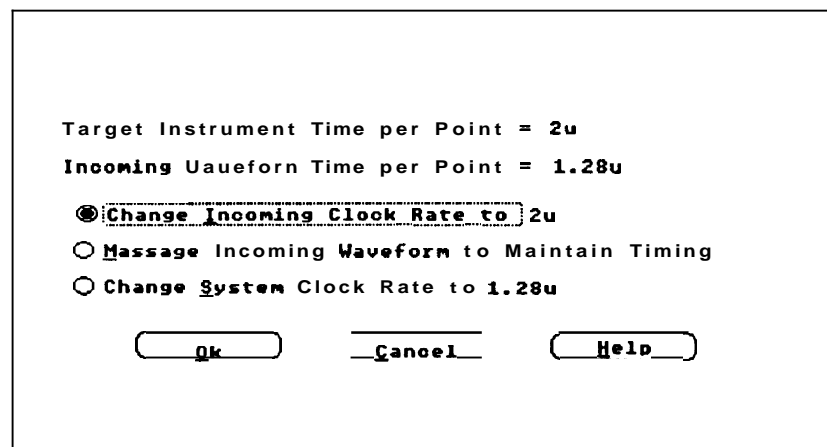 Target Instrument Time per Point = 2u
Incoming Uaueforn Time per Point = 1.28u
Change Incoming Clock Rate to 2u
Massage Incoming Waveform to Maintain Timing
Change System Clock Rate to 1.28u
Ok Cancel Help